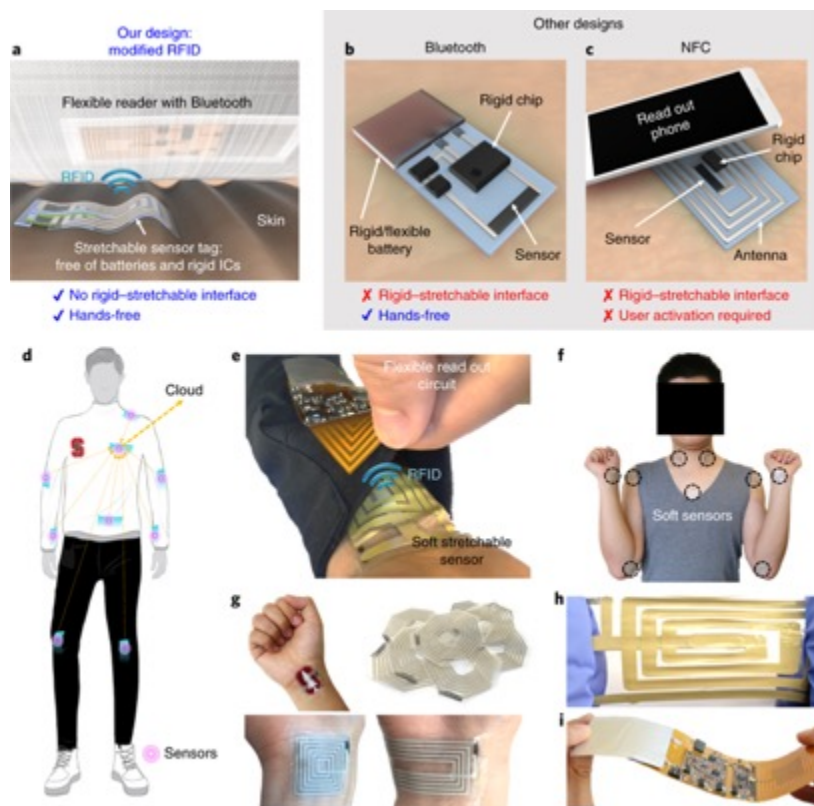 Our design:
modified RFID
Other designs
a
b
Bluetooth
c
NFC
Flexible reader with Bluetooth
RFID
Skin
Stretchable sensor tag:
free of batteries and rigid ICs
Rigid chip
Rigid/flexible
battery
Sensor
Read out
phone
Rigid
chip
Sensor
Antenna
✓ No rigid–stretchable interface
✓ Hands-free
✗ Rigid–stretchable interface
✓ Hands-free
✗ Rigid–stretchable interface
✗ User activation required
d
Cloud
S
Sensors
e
Flexible read out
circuit
RFID
Soft stretchable
sensor
f
Soft sensors
g
h
i